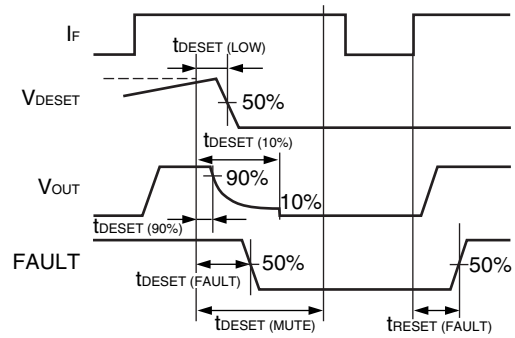 IF
tDESET (LOW)
VDESET
50%
tDESET (10%)
VOUT
90%
10%
tDESET (90%)
FAULT
50%
50%
tDESET (FAULT)
tDESET (MUTE)
tRESET (FAULT)